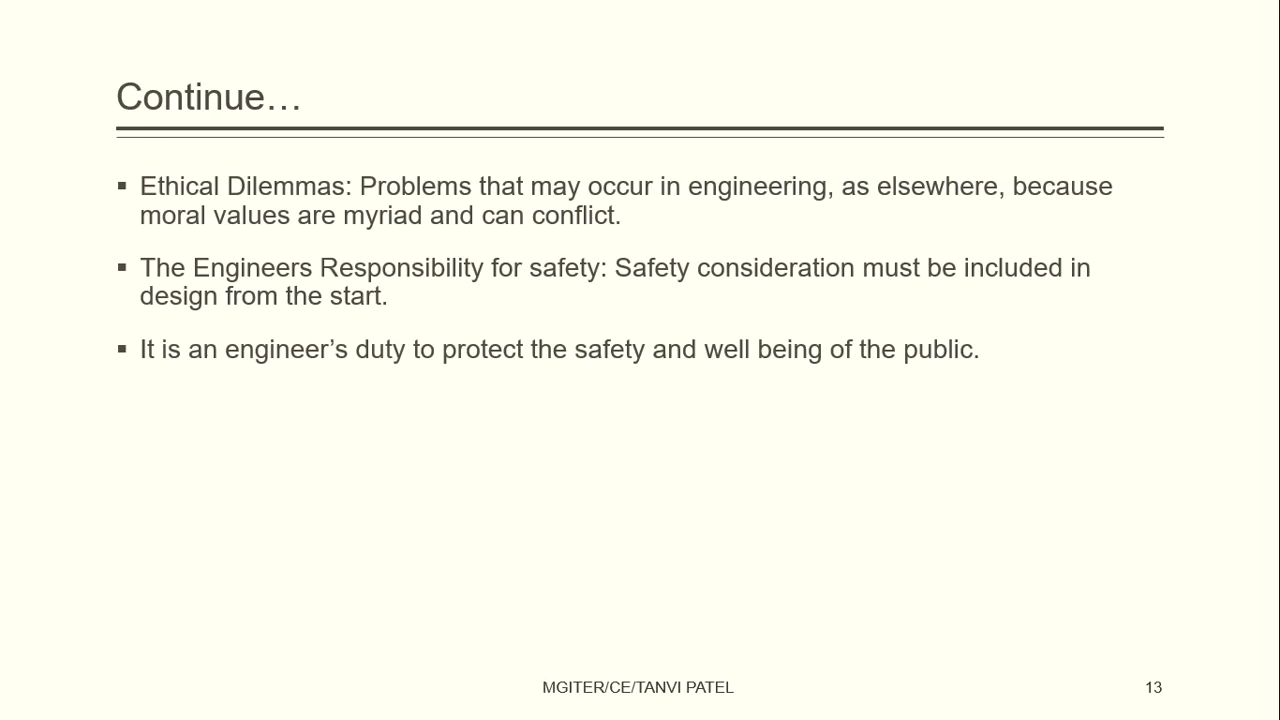 Continue…
▪ Ethical Dilemmas: Problems that may occur in engineering, as elsewhere, because
moral values are myriad and can conflict.
▪ The Engineers Responsibility for safety: Safety consideration must be included in
design from the start.
▪ It is an engineer’s duty to protect the safety and well being of the public.
MGITER/CE/TANVI PATEL
13